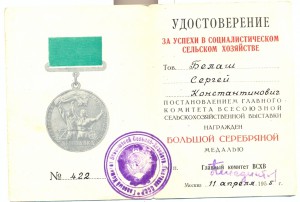 УДОСТОВЕРЕНИЕ
ЗА УСПЕХИ В СОЦИАЛИСТИЧЕСКОМ
СЕЛЬСКОМ ХОЗЯЙСТВЕ
Тов. Белаш
Сергей
Константинович
ПОСТАНОВЛЕНИЕМ ГЛАВНОГО
КОМИТЕТА ВСЕСОЮЗНОЙ
СЕЛЬСКОХОЗЯЙСТВЕННОЙ ВЫСТАВКИ
НАГРАЖДЕН
БОЛЬШОЙ СЕРЕБРЯНОЙ
МЕДАЛЬЮ
Главный комитет ВСХВ
№ 422
Москва 11 апреля 195